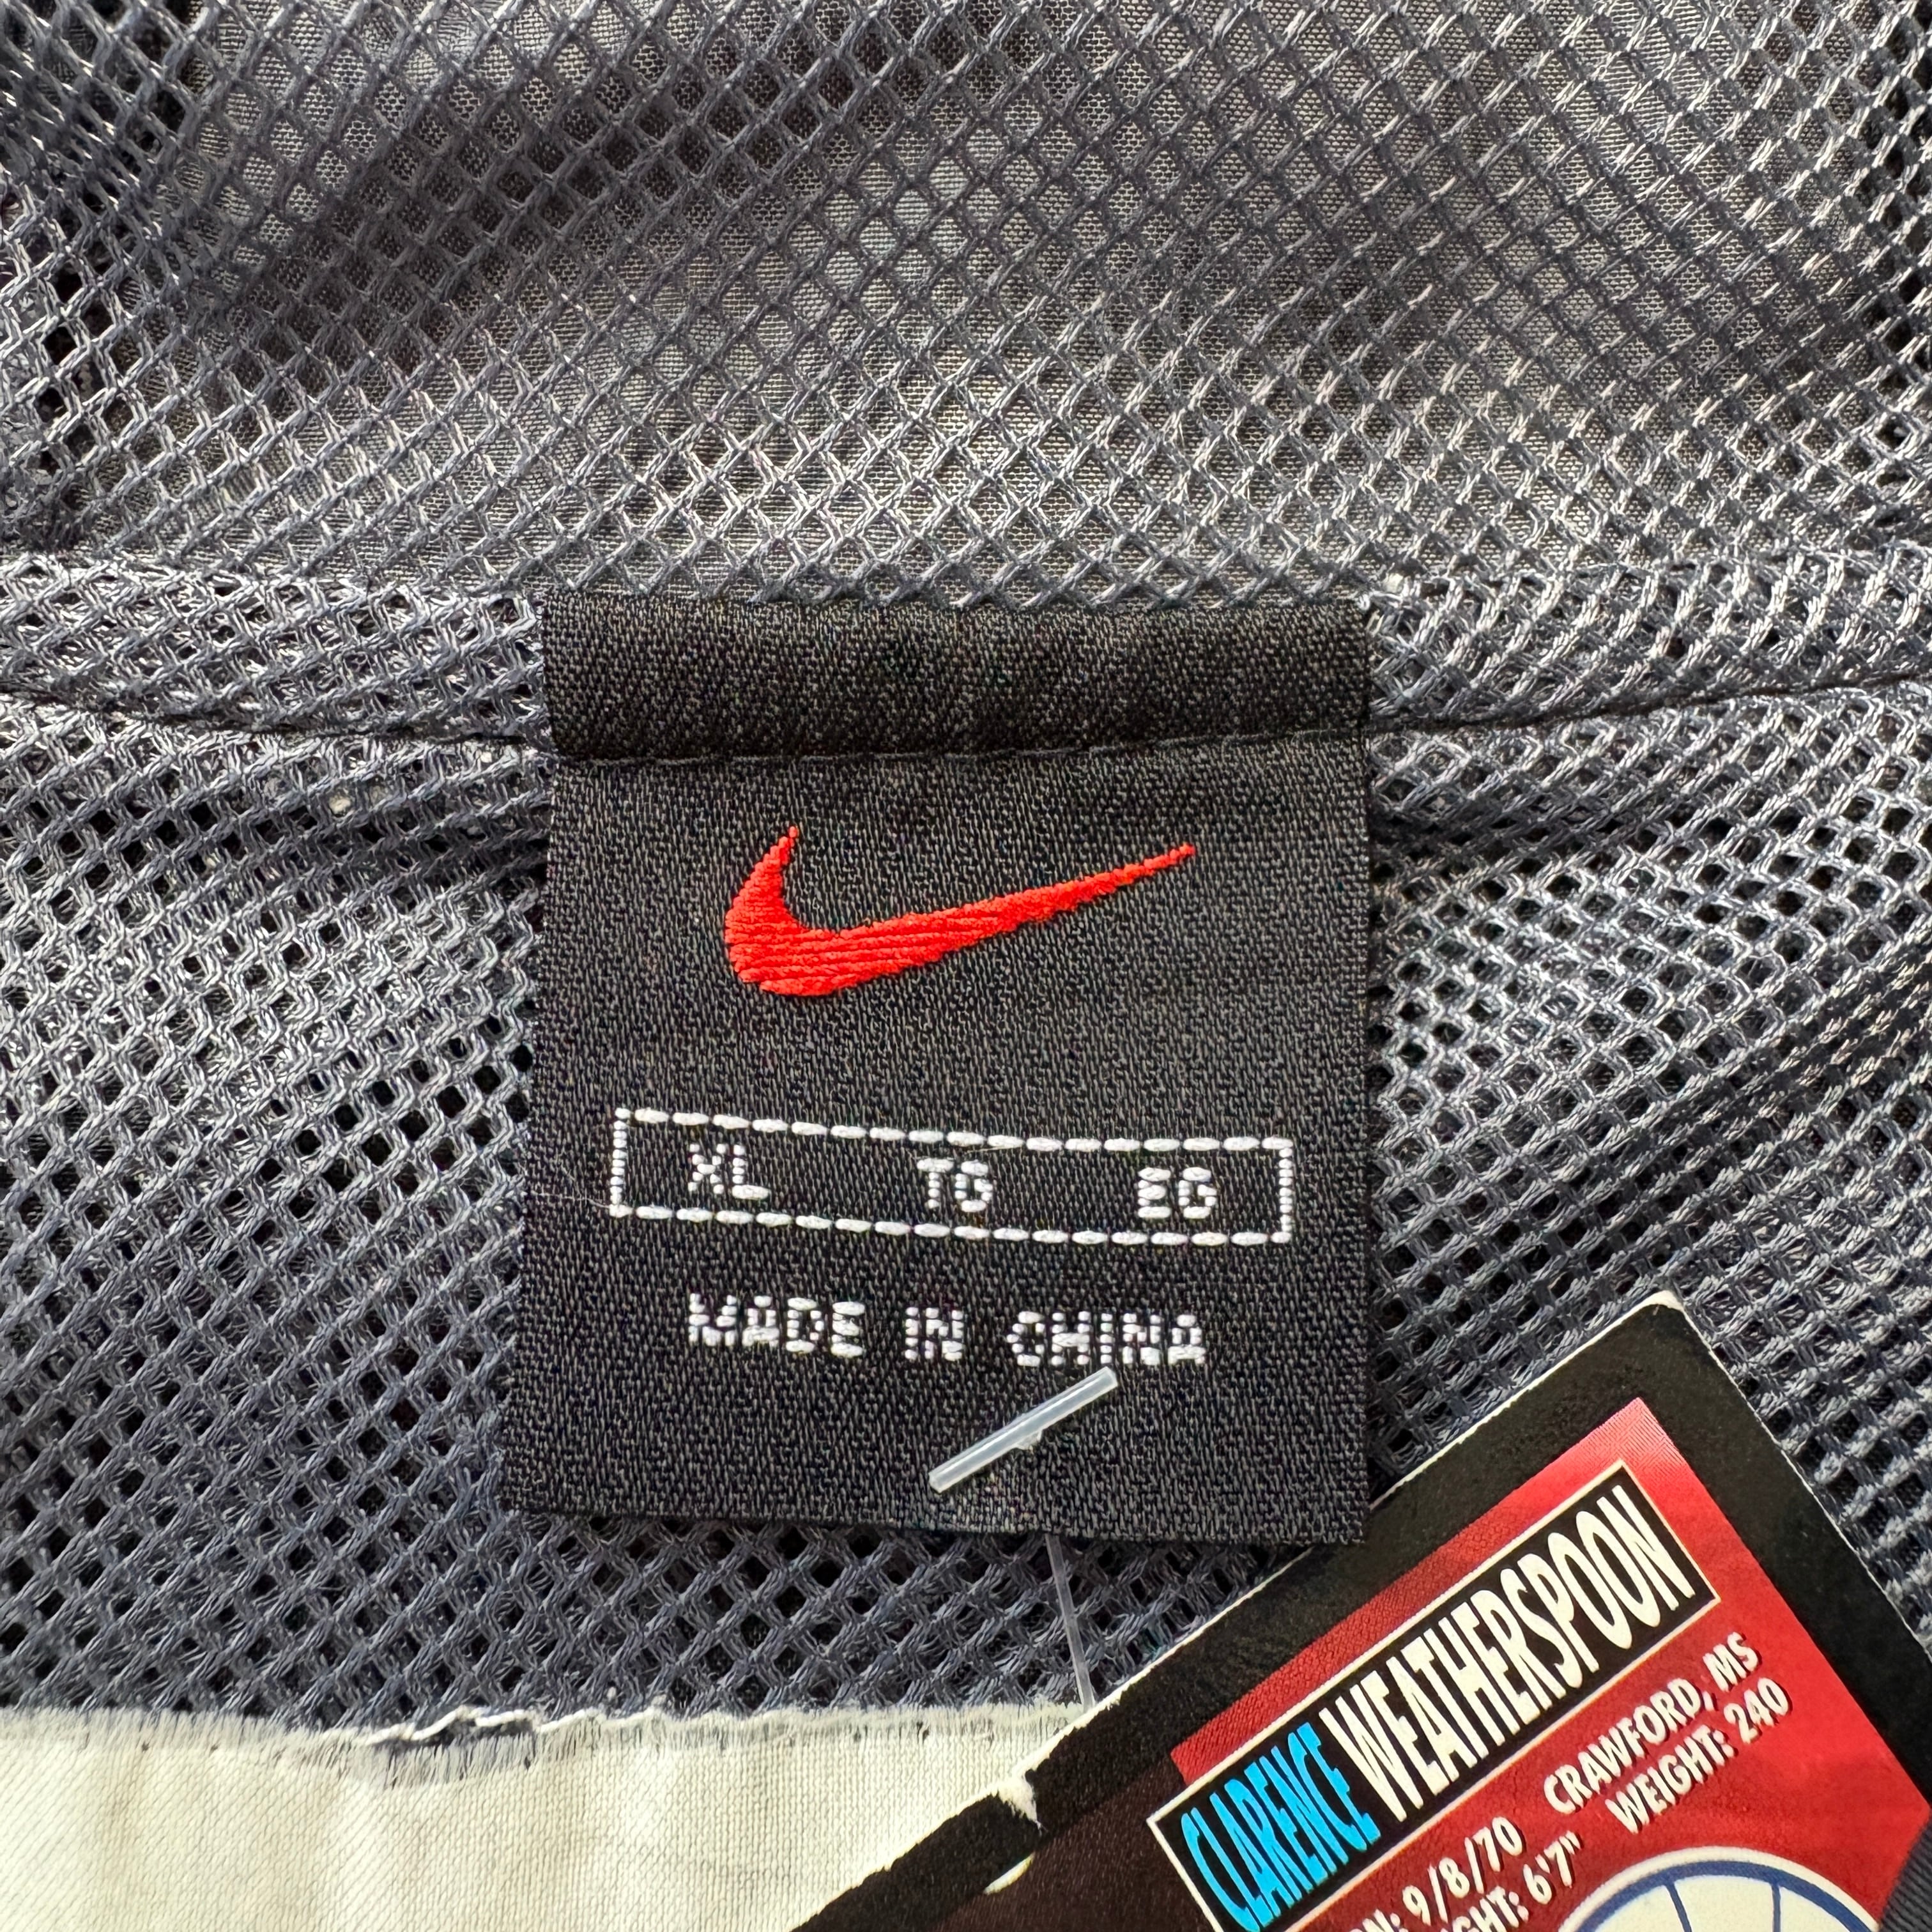 XL TG EG
MADE IN CHINA
CLARENCE WEATHERSPOON
9/8/70 CRAWFORD, MS
6'7" WEIGHT: 240